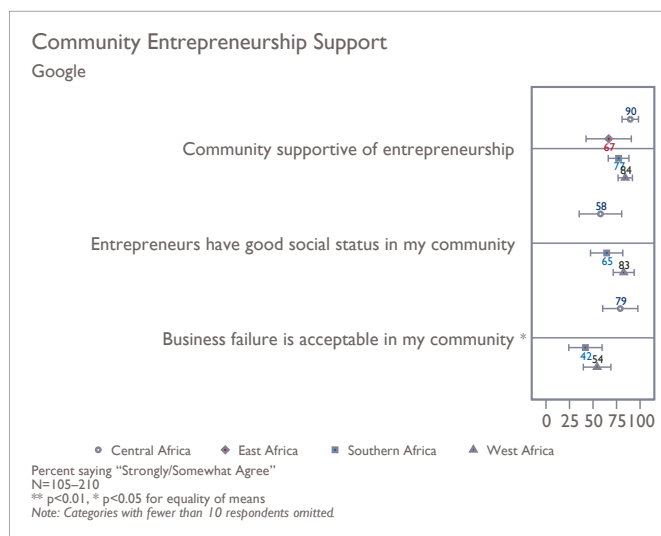 Community Entrepreneurship Support
Google
90
67
Community supportive of entrepreneurship
77
84
58
Entrepreneurs have good social status in my community
65
83
79
Business failure is acceptable in my community *
42
54
0 25 50 75 100
Central Africa East Africa Southern Africa West Africa
Percent saying “Strongly/Somewhat Agree”
N=105–210
** p<0.01, * p<0.05 for equality of means
Note: Categories with fewer than 10 respondents omitted.